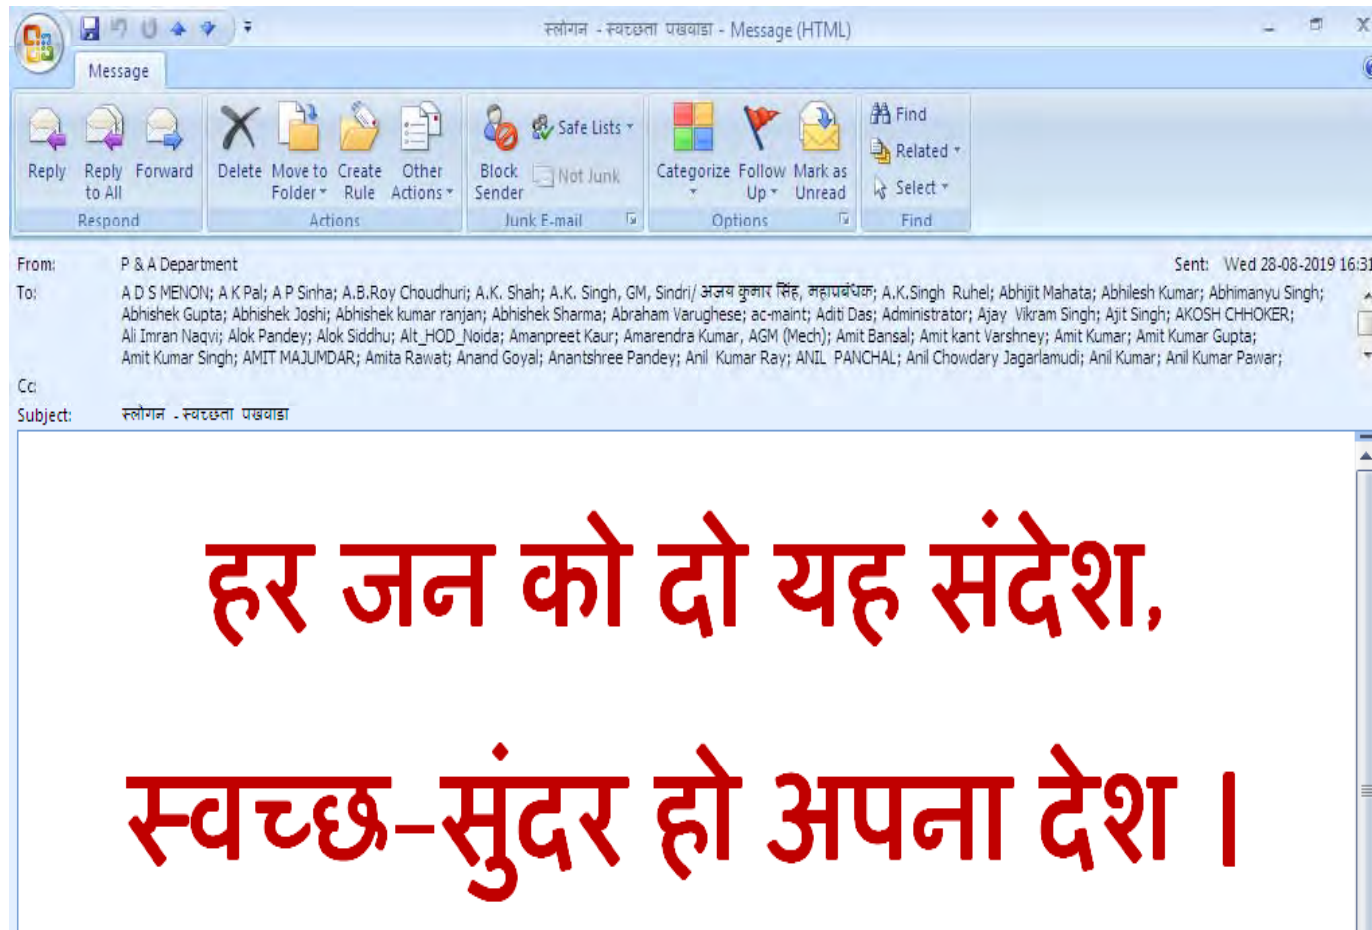 स्लोगन - स्वच्छता पखवाडा - Message (HTML)
Message
Reply
Reply to All
Forward
Respond
Delete
Move to Folder
Create Rule
Other Actions
Actions
Block Sender
Safe Lists
Not Junk
Junk E-mail
Categorize
Follow Up
Mark as Unread
Options
Find
Related
Select
Find
From: P & A Department
Sent: Wed 28-08-2019 16:31
To: A D S MENON; A K Pal; A P Sinha; A.B.Roy Choudhuri; A.K. Shah; A.K. Singh, GM, Sindri/ अजय कुमार सिंह, महाप्रबंधक; A.K.Singh Ruhel; Abhijit Mahata; Abhilesh Kumar; Abhimanyu Singh;
Abhishek Gupta; Abhishek Joshi; Abhishek kumar ranjan; Abhishek Sharma; Abraham Varughese; ac-maint; Aditi Das; Administrator; Ajay Vikram Singh; Ajit Singh; AKOSH CHHOKER;
Ali Imran Naqvi; Alok Pandey; Alok Siddhu; Alt_HOD_Noida; Amanpreet Kaur; Amarendra Kumar, AGM (Mech); Amit Bansal; Amit kant Varshney; Amit Kumar; Amit Kumar Gupta;
Amit Kumar Singh; AMIT MAJUMDAR; Amita Rawat; Anand Goyal; Anantshree Pandey; Anil Kumar Ray; ANIL PANCHAL; Anil Chowdary Jagarlamudi; Anil Kumar; Anil Kumar Pawar;
Cc:
Subject: स्लोगन - स्वच्छता पखवाडा
हर जन को दो यह संदेश,
स्वच्छ-सुंदर हो अपना देश ।